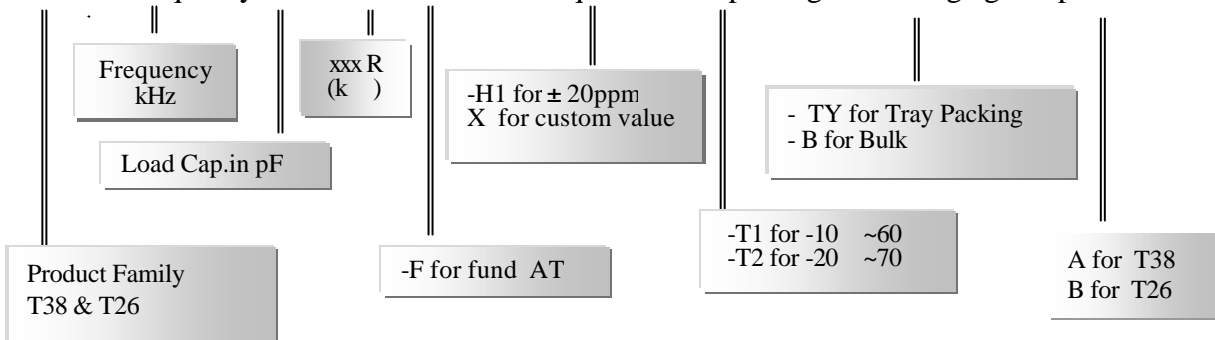 Frequency
kHz
xxx R
(k )
-H1 for ± 20ppm
X for custom value
- TY for Tray Packing
- B for Bulk
Load Cap.in pF
-T1 for -10 ~60
-T2 for -20 ~70
Product Family
T38 & T26
-F for fund AT
A for T38
B for T26